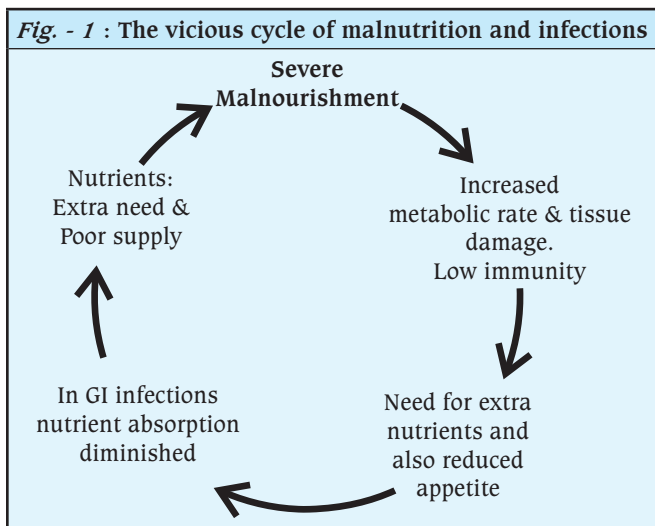 Fig. - 1 : The vicious cycle of malnutrition and infections
Severe
Malnourishment
Increased
metabolic rate & tissue
damage.
Low immunity
Need for extra
nutrients and
also reduced
appetite
In GI infections
nutrient absorption
diminished
Nutrients:
Extra need &
Poor supply